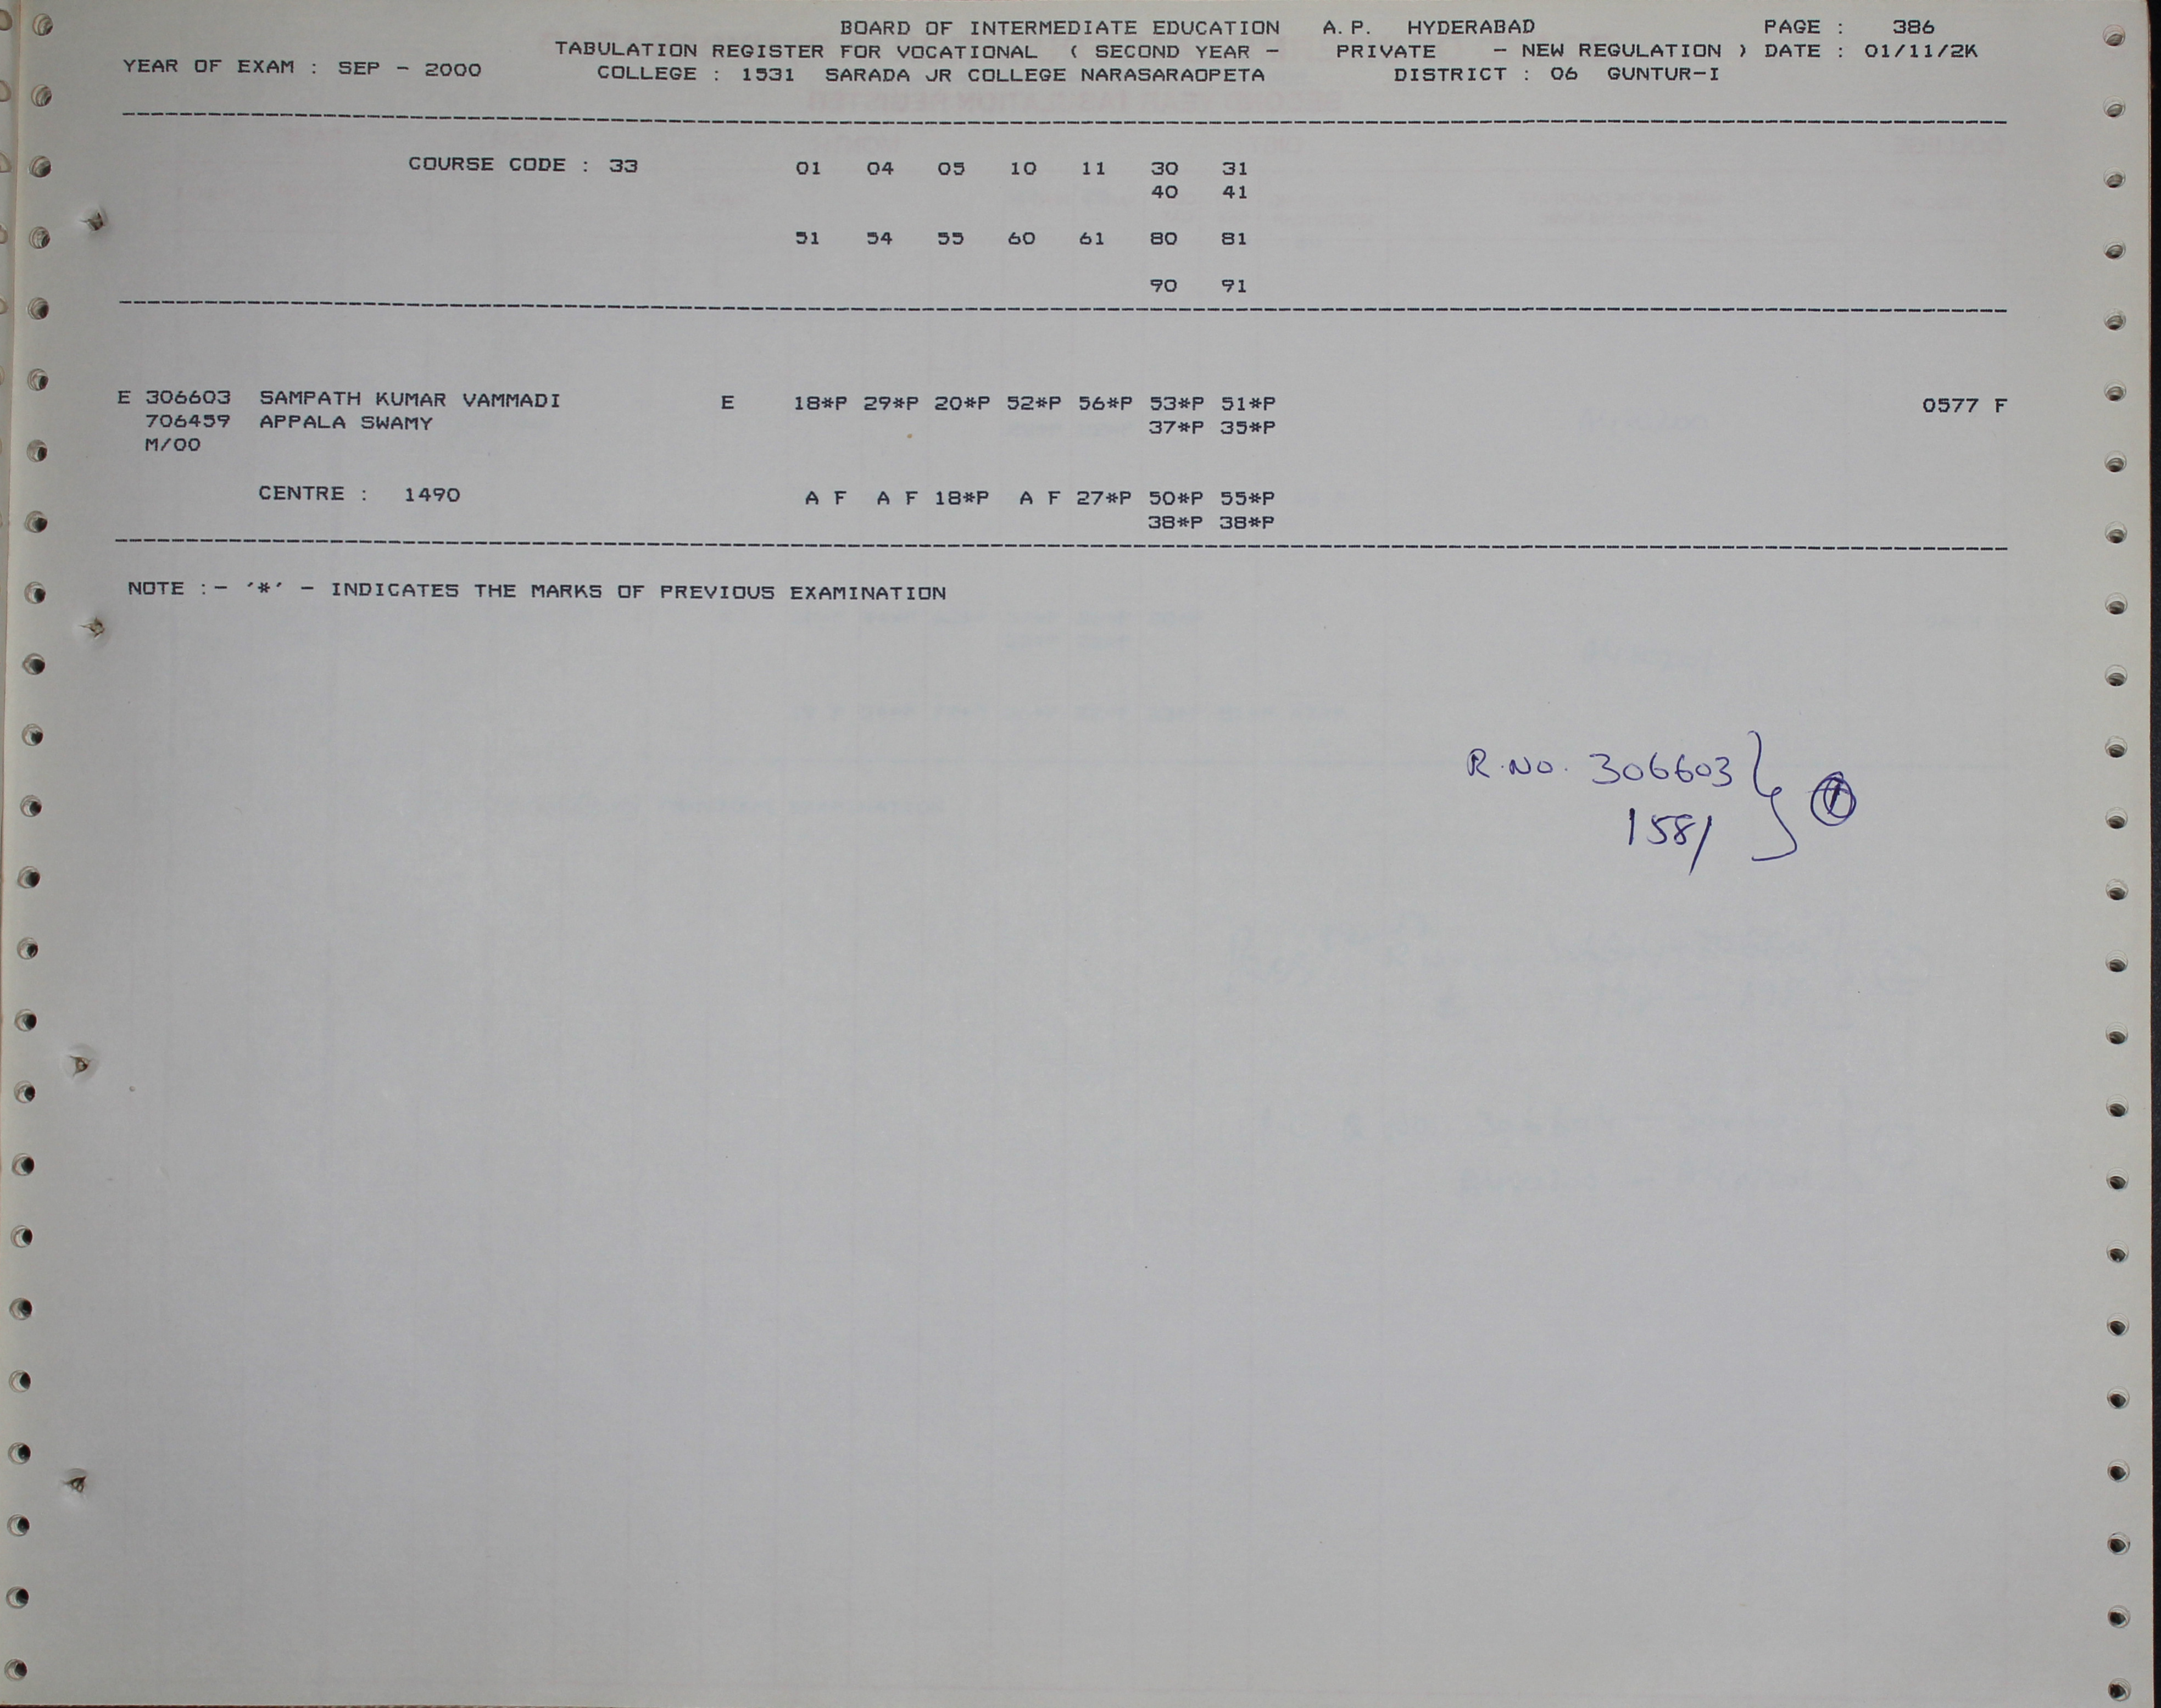 BOARD OF INTERMEDIATE EDUCATION A.P. HYDERABAD PAGE : 386
TABULATION REGISTER FOR VOCATIONAL ( SECOND YEAR - PRIVATE - NEW REGULATION ) DATE : 01/11/2K
YEAR OF EXAM : SEP - 2000 COLLEGE : 1531 SARADA JR COLLEGE NARASARAOPETA DISTRICT : 06 GUNTUR-I
COURSE CODE : 33 01 04 05 10 11 30 31
40 41
51 54 55 60 61 80 81
90 91
E 306603 SAMPATH KUMAR VAMMADI E 18*P 29*P 20*P 52*P 56*P 53*P 51*P 0577 F
706459 APPALA SWAMY 37*P 35*P
M/00
CENTRE : 1490 A F A F 18*P A F 27*P 50*P 55*P
38*P 38*P
NOTE :- '*' - INDICATES THE MARKS OF PREVIOUS EXAMINATION
R.No. 306603
1581